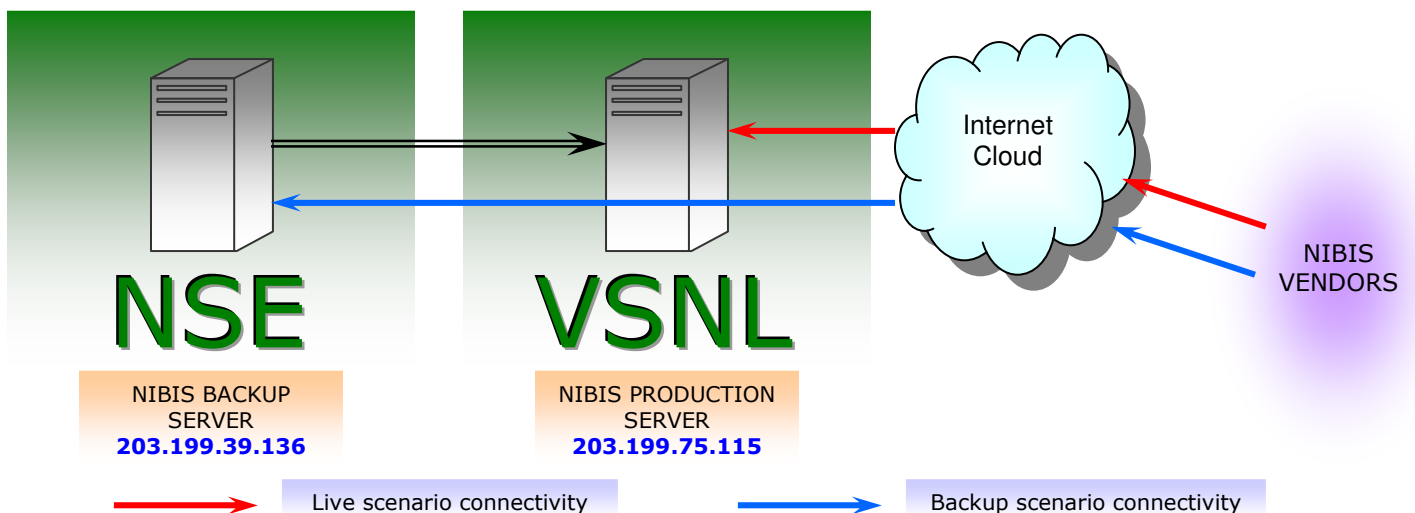 Internet
Cloud
NIBIS
VENDORS
NSE
VSNL
NIBIS BACKUP
SERVER
203.199.39.136
NIBIS PRODUCTION
SERVER
203.199.75.115
Live scenario connectivity
Backup scenario connectivity